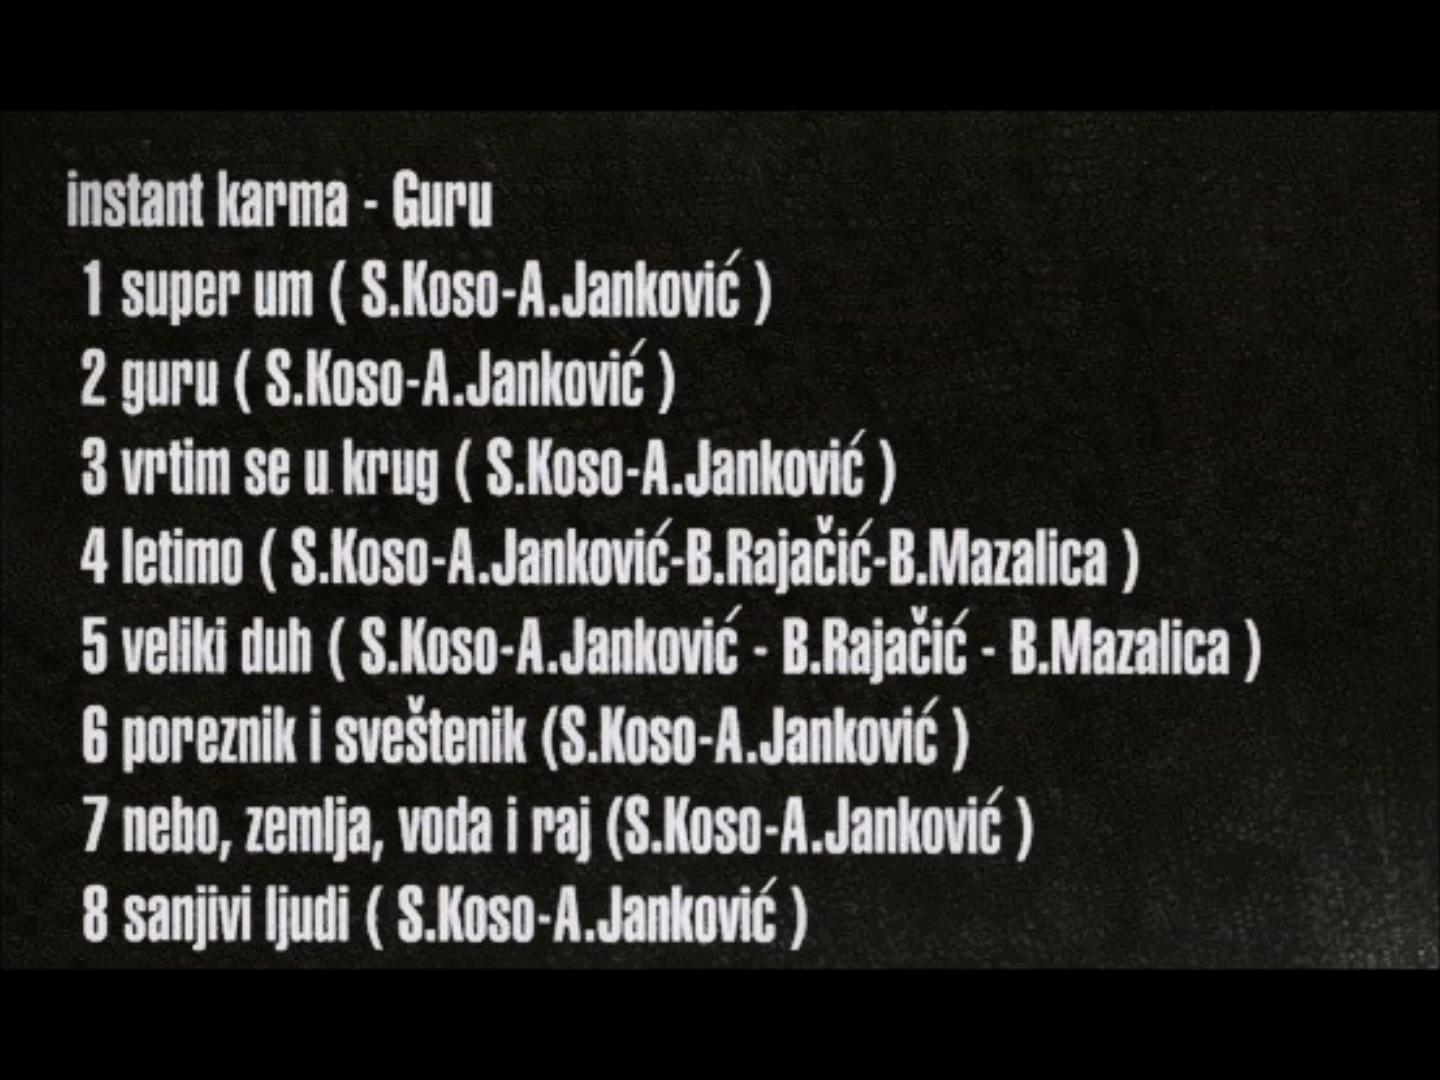 instant karma - Guru
1 super um ( S.Koso-A.Janković )
2 guru ( S.Koso-A.Janković )
3 vrtim se u krug ( S.Koso-A.Janković )
4 letimo ( S.Koso-A.Janković-B.Rajačić-B.Mazalica )
5 veliki duh ( S.Koso-A.Janković - B.Rajačić - B.Mazalica )
6 poreznik i sveštenik (S.Koso-A.Janković )
7 nebo, zemlja, voda i raj (S.Koso-A.Janković )
8 sanjivi ljudi ( S.Koso-A.Janković )